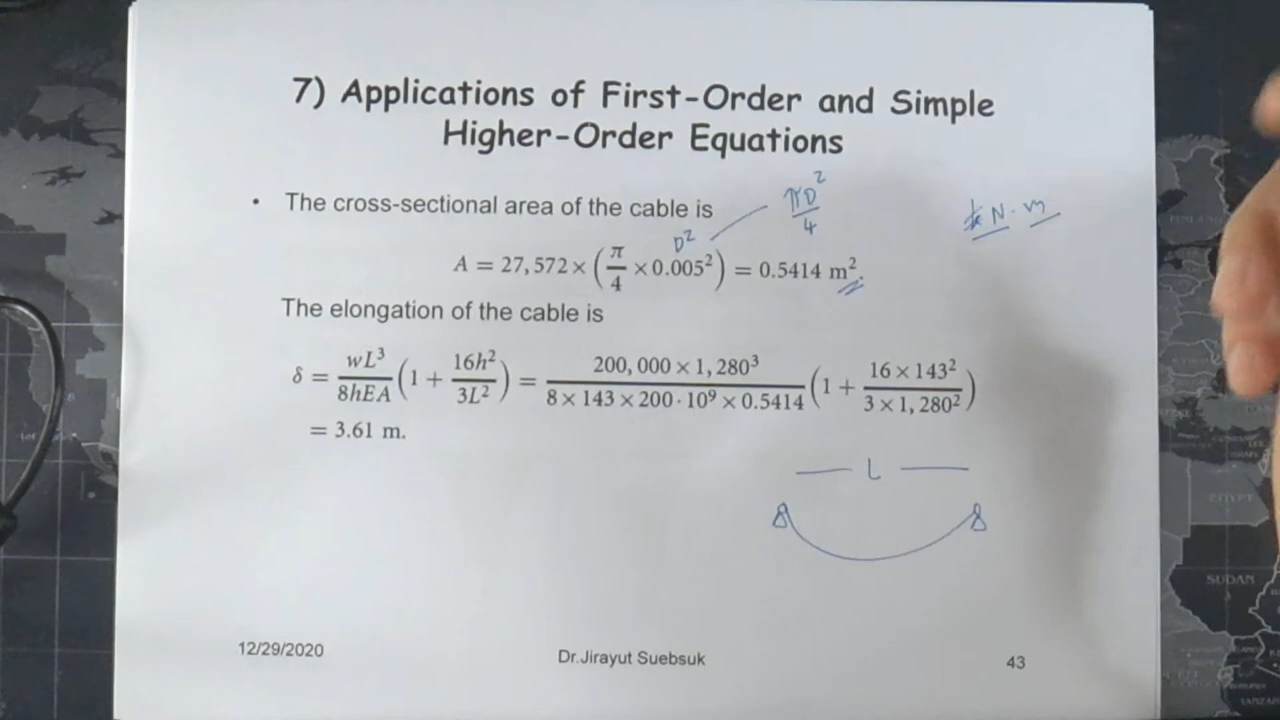 7) Applications of First-Order and Simple
Higher-Order Equations
• The cross-sectional area of the cable is
πD²/4
N·m
D²
A = 27,572 × (π/4 × 0.005²) = 0.5414 m².
The elongation of the cable is
δ = wL³/8hEA (1 + 16h²/3L²) = 200,000 × 1,280³/8 × 143 × 200·10⁹ × 0.5414 (1 + 16 × 143²/3 × 1,280²)
= 3.61 m.
L
12/29/2020
Dr.Jirayut Suebsuk
43
FINLAND
EGYPT
SUDAN